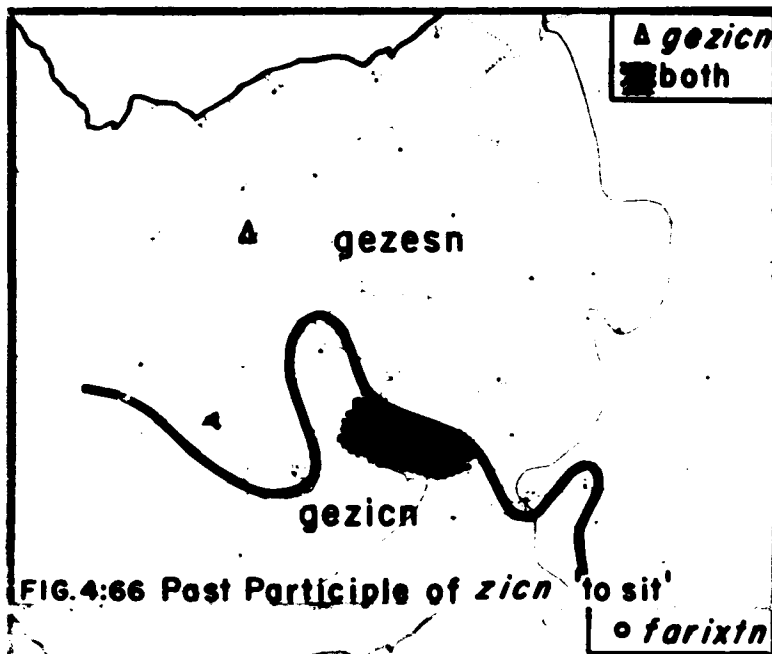 Δ gezicn
both
gezesn
gezicn
FIG. 4:66 Past Participle of zicn 'to sit'
o farixtn